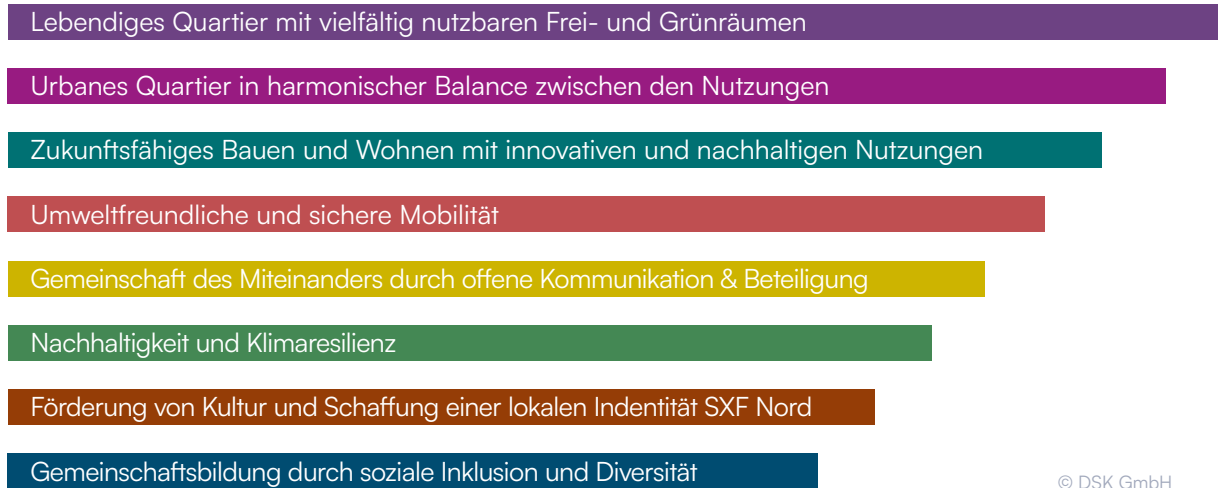 Lebendiges Quartier mit vielfältig nutzbaren Frei- und Grünräumen
Urbanes Quartier in harmonischer Balance zwischen den Nutzungen
Zukunftsfähiges Bauen und Wohnen mit innovativen und nachhaltigen Nutzungen
Umweltfreundliche und sichere Mobilität
Gemeinschaft des Miteinanders durch offene Kommunikation & Beteiligung
Nachhaltigkeit und Klimaresilienz
Förderung von Kultur und Schaffung einer lokalen Indentität SXF Nord
Gemeinschaftsbildung durch soziale Inklusion und Diversität
© DSK GmbH